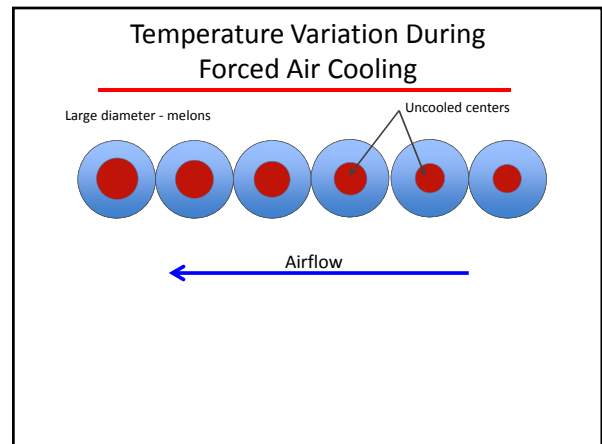 Temperature Variation During
Forced Air Cooling
Large diameter - melons
Uncooled centers
Airflow